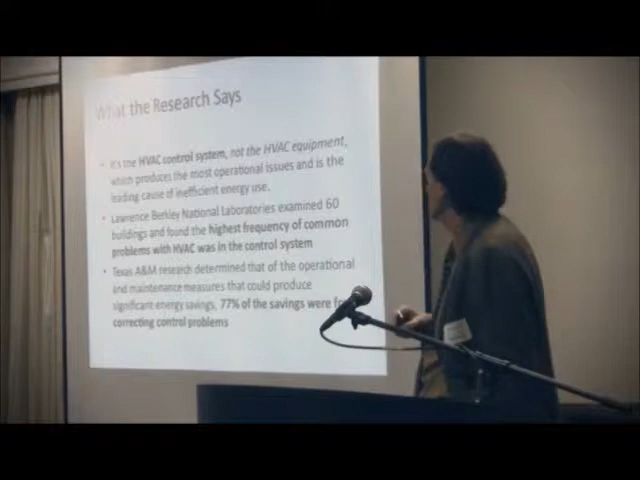 What the Research Says
• It's the HVAC control system, not the HVAC equipment,
which produces the most operational issues and is the
leading cause of inefficient energy use.
• Lawrence Berkley National Laboratories examined 60
buildings and found the highest frequency of common
problems with HVAC was in the control system
• Texas A&M research determined that of the operational
and maintenance measures that could produce
significant energy savings, 77% of the savings were
correcting control problems